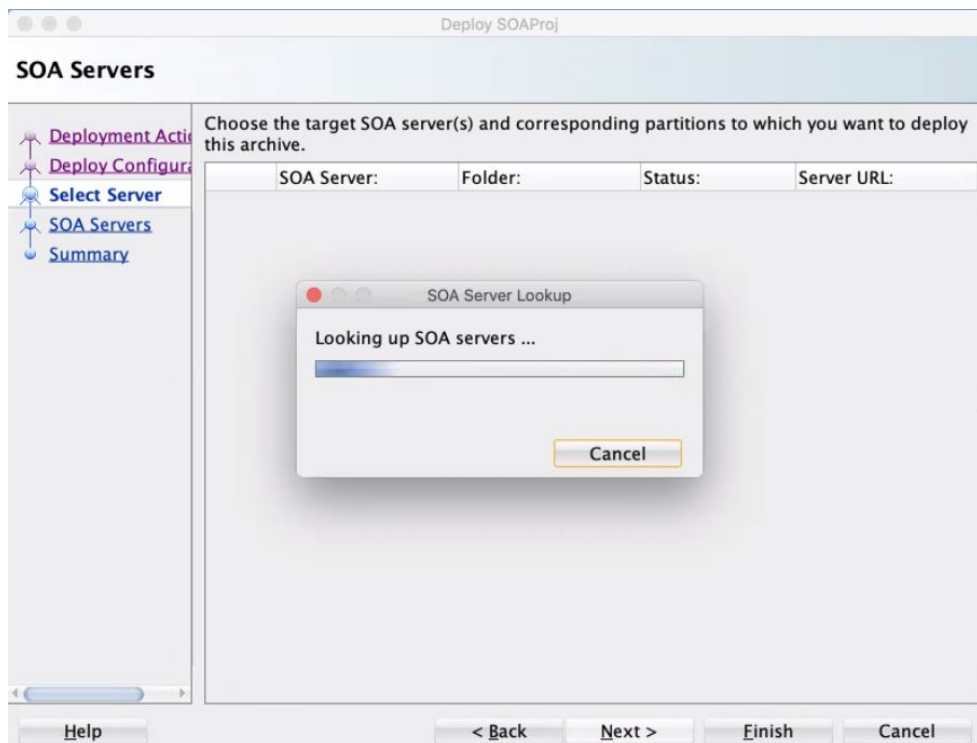 Deploy SOAProj
SOA Servers
Deployment Actio
Deploy Configura
Select Server
SOA Servers
Summary
Choose the target SOA server(s) and corresponding partitions to which you want to deploy
this archive.
SOA Server: Folder: Status: Server URL:
SOA Server Lookup
Looking up SOA servers ...
Cancel
Help < Back Next > Finish Cancel